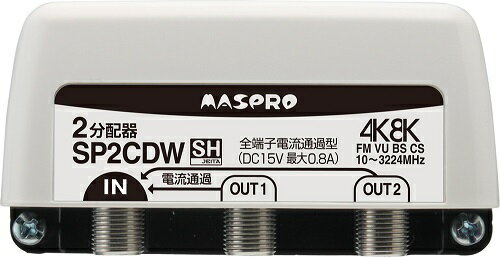 MASPRO
2分配器
SP2CDW
SH
JEITA
全端子電流通過型
(DC15V 最大0.8A)
4K8K
FM VU BS CS
10〜3224MHz
IN
電流通過
OUT1
OUT2